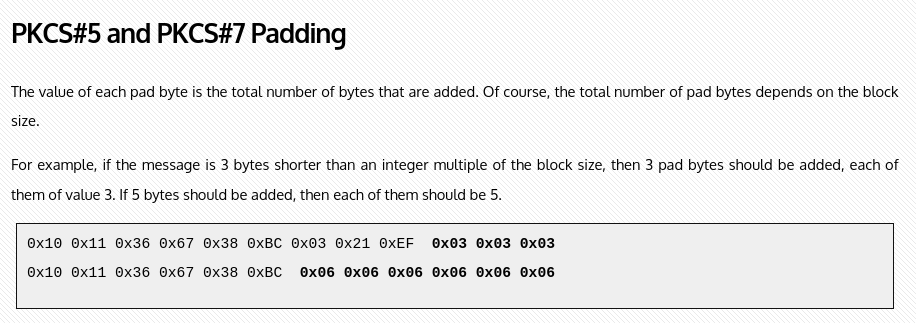 PKCS#5 and PKCS#7 Padding
The value of each pad byte is the total number of bytes that are added. Of course, the total number of pad bytes depends on the block
size.
For example, if the message is 3 bytes shorter than an integer multiple of the block size, then 3 pad bytes should be added, each of
them of value 3. If 5 bytes should be added, then each of them should be 5.
0x10 0x11 0x36 0x67 0x38 0xBC 0x03 0x21 0xEF 0x03 0x03 0x03
0x10 0x11 0x36 0x67 0x38 0xBC 0x06 0x06 0x06 0x06 0x06 0x06